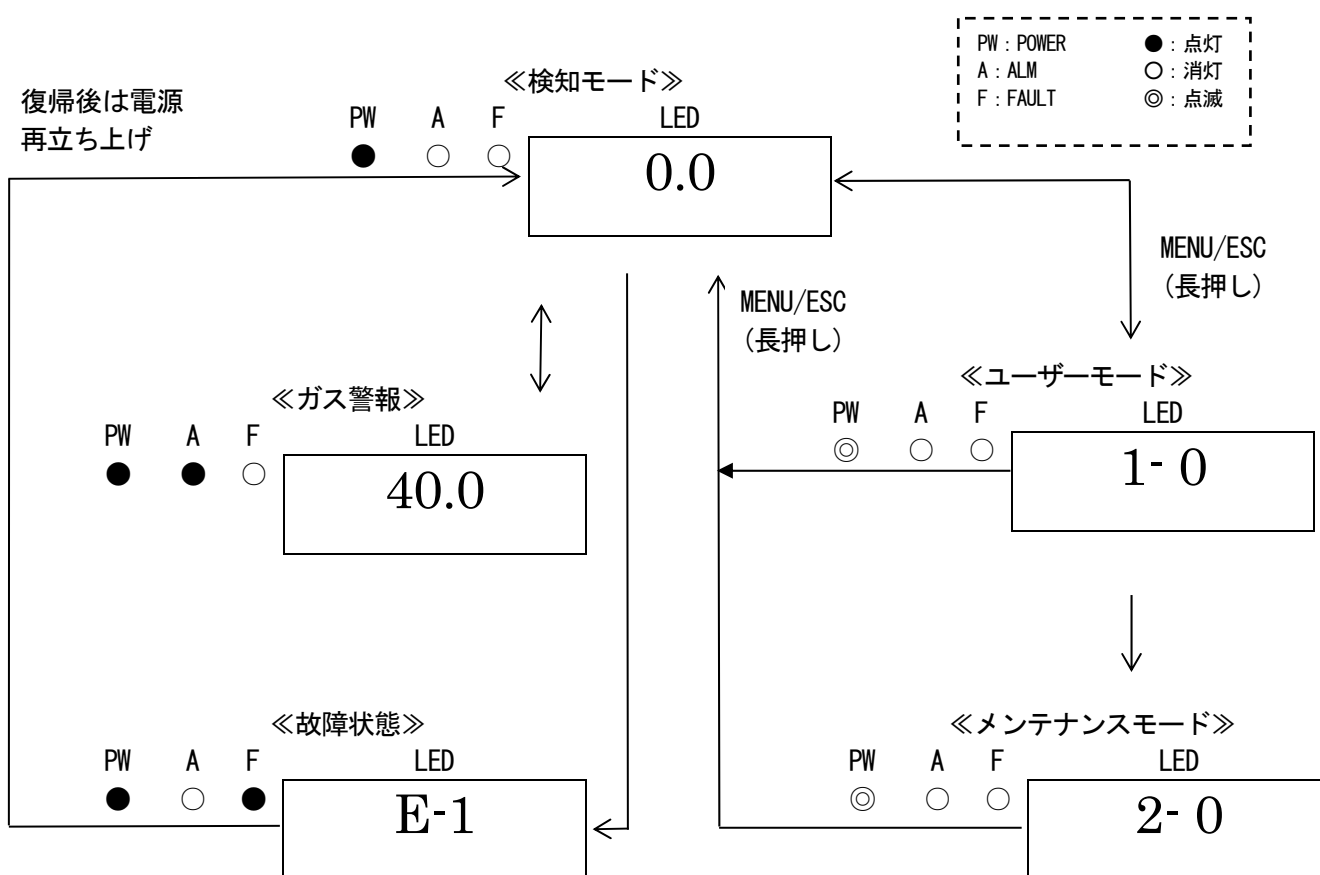 PW：POWER ●：点灯
A：ALM ○：消灯
F：FAULT ◎：点滅
復帰後は電源
再立ち上げ
≪検知モード≫
PW A F LED
● ○ ○ 0.0
MENU/ESC
（長押し）
MENU/ESC
（長押し）
≪ガス警報≫
PW A F LED
● ● ○ 40.0
≪ユーザーモード≫
PW A F LED
◎ ○ ○ 1- 0
≪故障状態≫
PW A F LED
● ○ ● E-1
≪メンテナンスモード≫
PW A F LED
◎ ○ ○ 2- 0